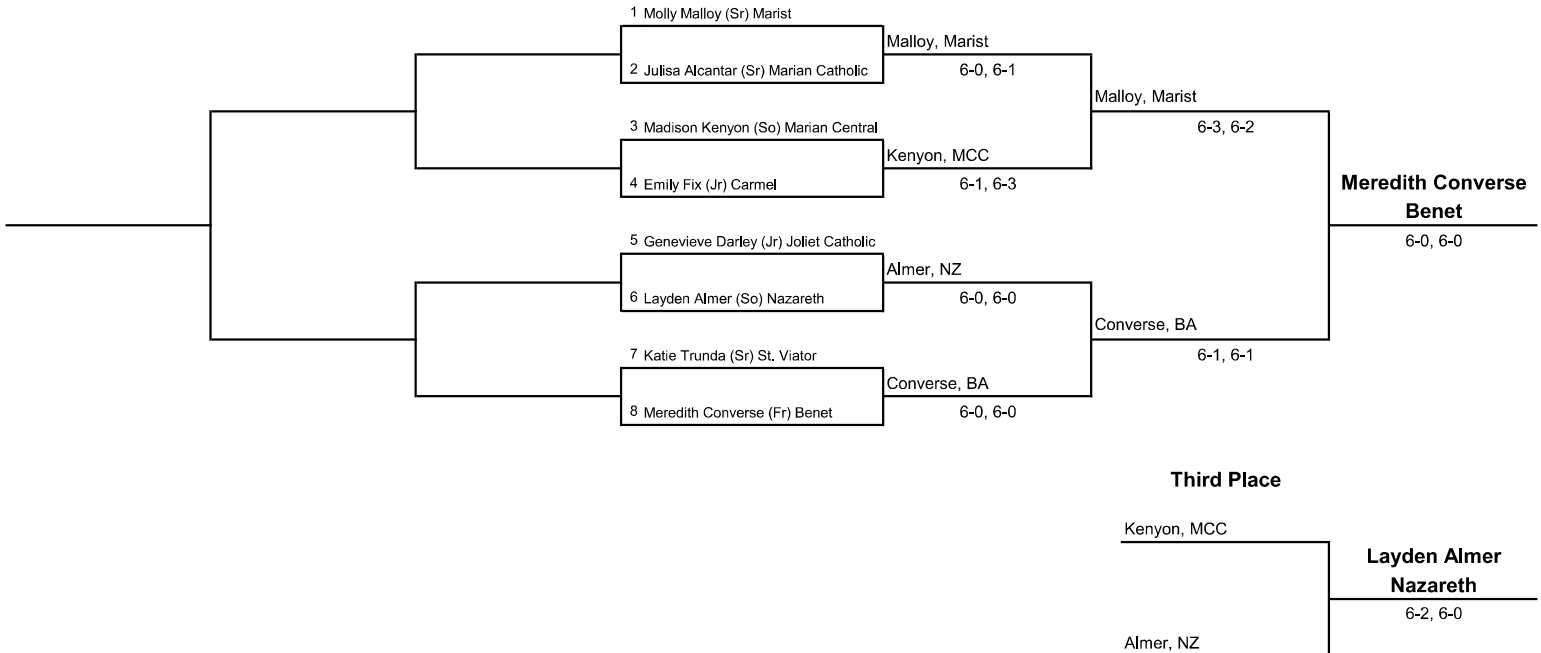 1 Molly Malloy (Sr) Marist
Malloy, Marist
2 Julisa Alcantar (Sr) Marian Catholic
6-0, 6-1
Malloy, Marist
3 Madison Kenyon (So) Marian Central
6-3, 6-2
Kenyon, MCC
4 Emily Fix (Jr) Carmel
6-1, 6-3
Meredith Converse
Benet
6-0, 6-0
5 Genevieve Darley (Jr) Joliet Catholic
Almer, NZ
6 Layden Almer (So) Nazareth
6-0, 6-0
Converse, BA
7 Katie Trunda (Sr) St. Viator
6-1, 6-1
Converse, BA
8 Meredith Converse (Fr) Benet
6-0, 6-0
Third Place
Kenyon, MCC
Layden Almer
Nazareth
6-2, 6-0
Almer, NZ